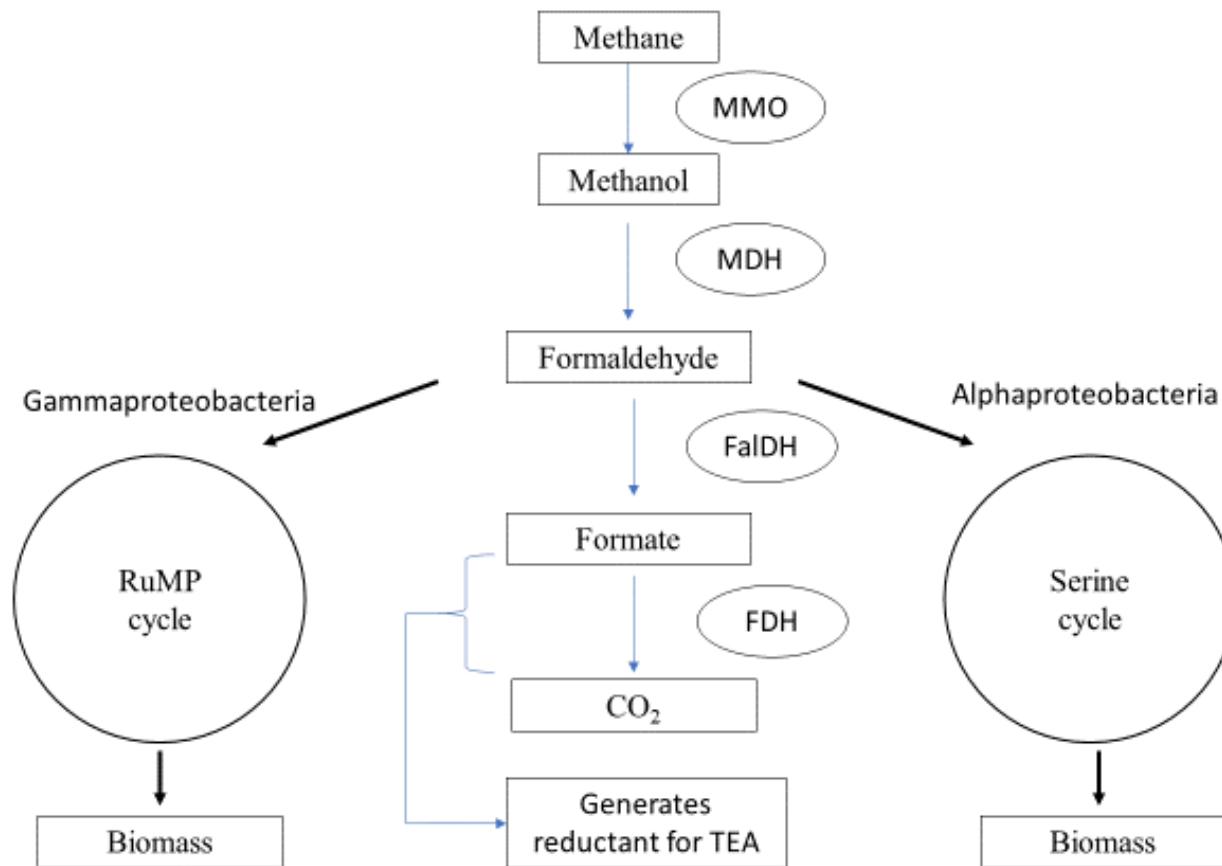 Methane
MMO
Methanol
MDH
Formaldehyde
Gammaproteobacteria
Alphaproteobacteria
FalDH
Formate
RuMP
cycle
Serine
cycle
FDH
CO₂
Generates
reductant for TEA
Biomass
Biomass